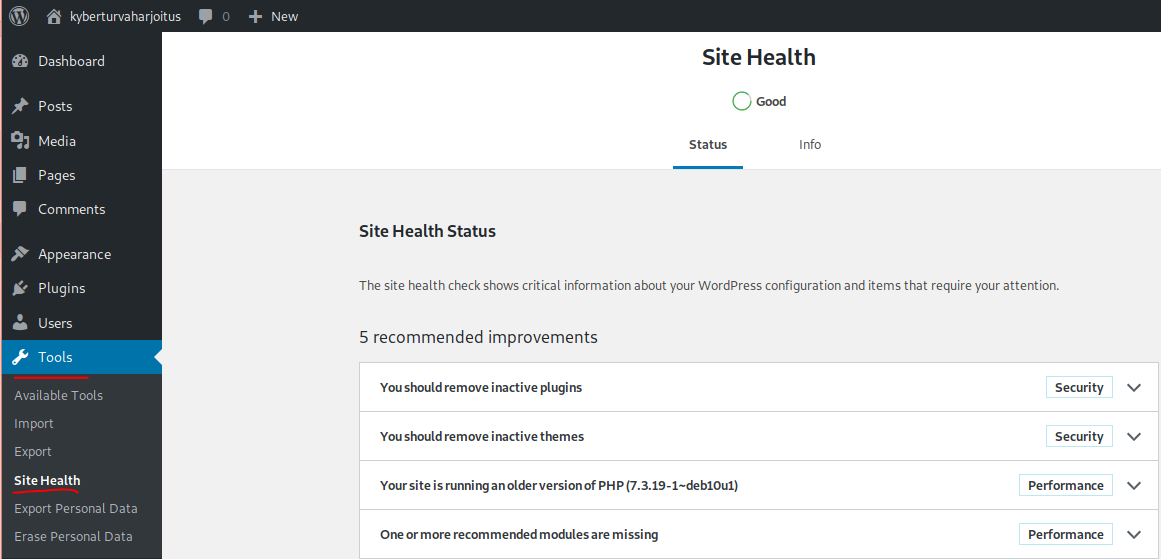 kyberturvaharjoitus 0 New
Dashboard
Posts
Media
Pages
Comments
Appearance
Plugins
Users
Tools
Available Tools
Import
Export
Site Health
Export Personal Data
Erase Personal Data
Site Health
Good
Status Info
Site Health Status
The site health check shows critical information about your WordPress configuration and items that require your attention.
5 recommended improvements
You should remove inactive plugins Security
You should remove inactive themes Security
Your site is running an older version of PHP (7.3.19-1~deb10u1) Performance
One or more recommended modules are missing Performance